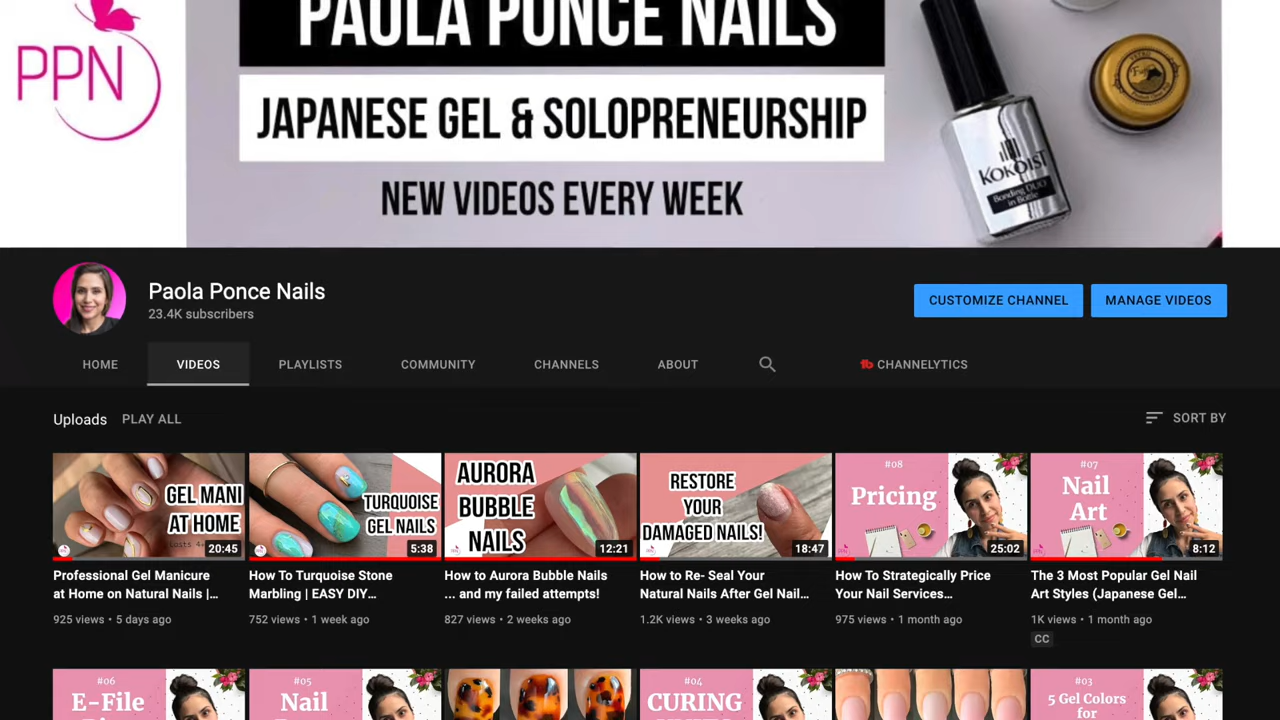 PAOLA PONCE NAILS
PPN
JAPANESE GEL & SOLOPRENEURSHIP
NEW VIDEOS EVERY WEEK
KOKOIST
Bonding DUO
in Bottle
Paola Ponce Nails
23.4K subscribers
CUSTOMIZE CHANNEL
MANAGE VIDEOS
HOME
VIDEOS
PLAYLISTS
COMMUNITY
CHANNELS
ABOUT
tb CHANNELYTICS
Uploads PLAY ALL
SORT BY
GEL MANI
AT HOME
20:45
Professional Gel Manicure
at Home on Natural Nails |...
925 views • 5 days ago
TURQUOISE
GEL NAILS
5:38
How To Turquoise Stone
Marbling | EASY DIY...
752 views • 1 week ago
AURORA
BUBBLE
NAILS
12:21
How to Aurora Bubble Nails
... and my failed attempts!
827 views • 2 weeks ago
RESTORE
YOUR
DAMAGED NAILS!
18:47
How to Re- Seal Your
Natural Nails After Gel Nail...
1.2K views • 3 weeks ago
#08
Pricing
25:02
How To Strategically Price
Your Nail Services...
975 views • 1 month ago
#07
Nail
Art
8:12
The 3 Most Popular Gel Nail
Art Styles (Japanese Gel...
1K views • 1 month ago
CC
#06
E-File
#05
Nail
#04
CURING
#03
5 Gel Colors
for